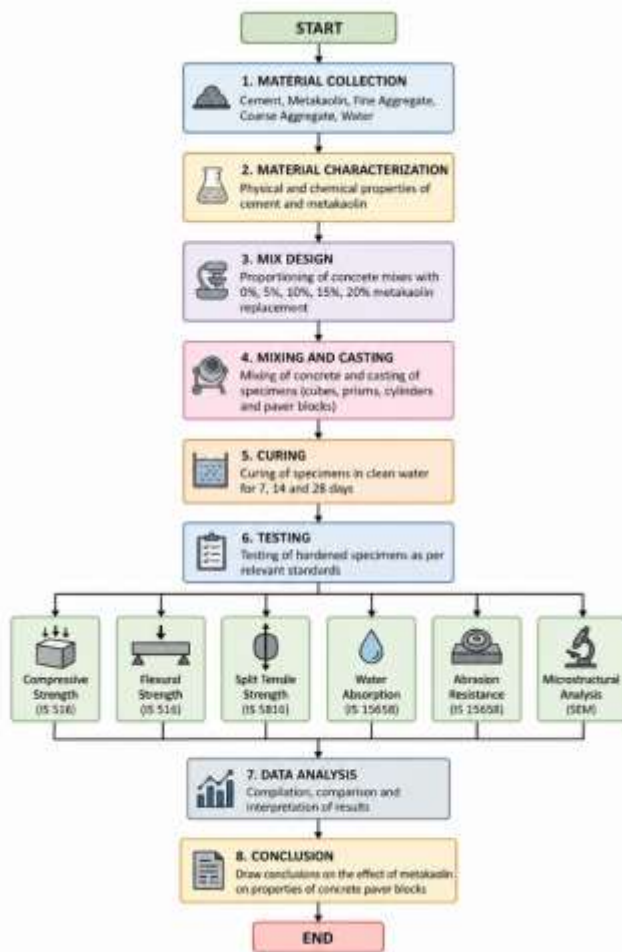 START
1. MATERIAL COLLECTION
Cement, Metakaolin, Fine Aggregate,
Coarse Aggregate, Water
2. MATERIAL CHARACTERIZATION
Physical and chemical properties of
cement and metakaolin
3. MIX DESIGN
Proportioning of concrete mixes with
0%, 5%, 10%, 15%, 20% metakaolin
replacement
4. MIXING AND CASTING
Mixing of concrete and casting of
specimens (cubes, prisms, cylinders
and paver blocks)
5. CURING
Curing of specimens in clean water
for 7, 14 and 28 days
6. TESTING
Testing of hardened specimens as per
relevant standards
Compressive
Strength
(IS 516)
Flexural
Strength
(IS 516)
Split Tensile
Strength
(IS 5816)
Water
Absorption
(IS 15658)
Abrasion
Resistance
(IS 15658)
Microstructural
Analysis
(SEM)
7. DATA ANALYSIS
Compilation, comparison and
interpretation of results
8. CONCLUSION
Draw conclusions on the effect of metakaolin
on properties of concrete paver blocks
END